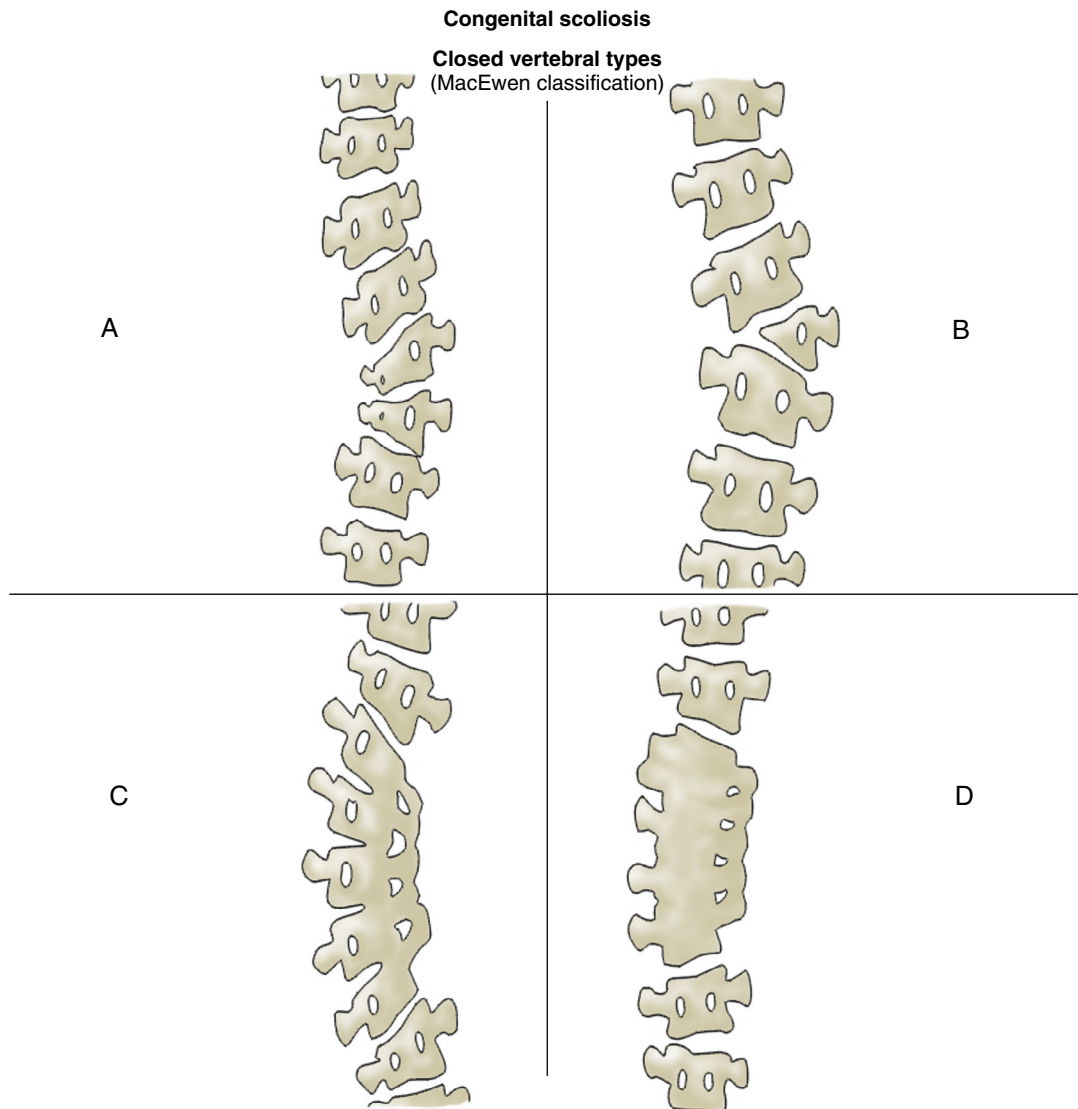 Congenital scoliosis
Closed vertebral types
(MacEwen classification)
A
B
C
D